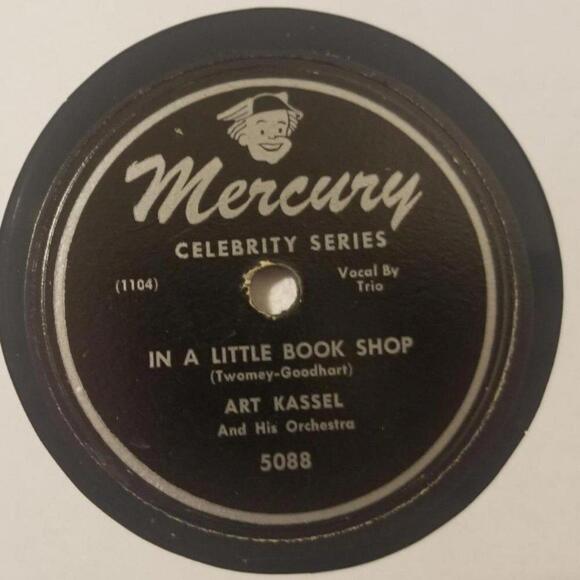 Mercury
CELEBRITY SERIES
(1104)
Vocal By
Trio
IN A LITTLE BOOK SHOP
(Twomey-Goodhart)
ART KASSEL
And His Orchestra
5088